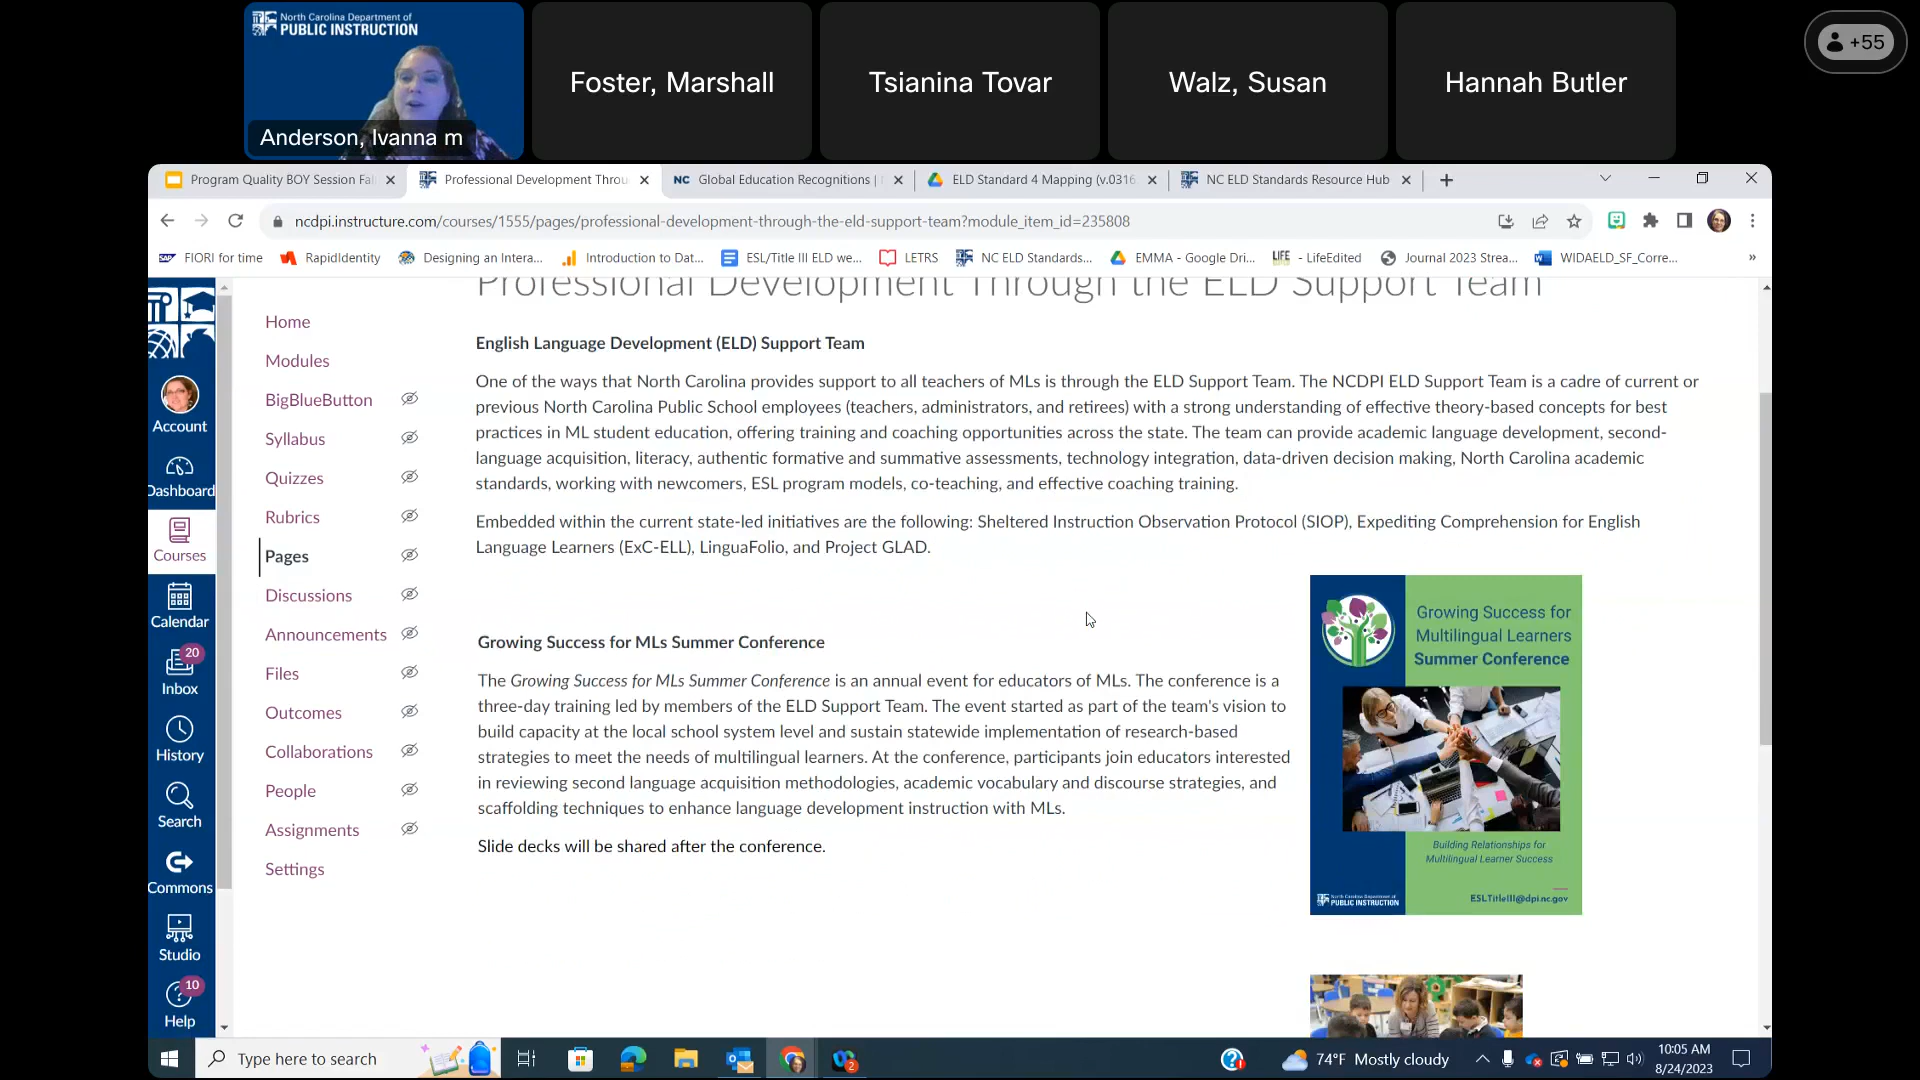 North Carolina Department of
PUBLIC INSTRUCTION
Anderson, Ivanna m
Foster, Marshall
Tsianina Tovar
Walz, Susan
Hannah Butler
+55
Program Quality BOY Session Fal
Professional Development Throu
NC Global Education Recognitions |
ELD Standard 4 Mapping (v.0316
NC ELD Standards Resource Hub
ncdpi.instructure.com/courses/1555/pages/professional-development-through-the-eld-support-team?module_item_id=235808
SAP FIORI for time
RapidIdentity
Designing an Intera...
Introduction to Dat...
ESL/Title III ELD we...
LETRS
NC ELD Standards...
EMMA - Google Dri...
LIFE - LifeEdited
Journal 2023 Strea...
WIDAELD_SF_Corre...
»
Account
Dashboard
Courses
Calendar
20
Inbox
History
Search
Commons
Studio
10
Help
Home
Modules
BigBlueButton
Syllabus
Quizzes
Rubrics
Pages
Discussions
Announcements
Files
Outcomes
Collaborations
People
Assignments
Settings
Professional Development Through the ELD Support Team
English Language Development (ELD) Support Team
One of the ways that North Carolina provides support to all teachers of MLs is through the ELD Support Team. The NCDPI ELD Support Team is a cadre of current or
previous North Carolina Public School employees (teachers, administrators, and retirees) with a strong understanding of effective theory-based concepts for best
practices in ML student education, offering training and coaching opportunities across the state. The team can provide academic language development, second-
language acquisition, literacy, authentic formative and summative assessments, technology integration, data-driven decision making, North Carolina academic
standards, working with newcomers, ESL program models, co-teaching, and effective coaching training.
Embedded within the current state-led initiatives are the following: Sheltered Instruction Observation Protocol (SIOP), Expediting Comprehension for English
Language Learners (ExC-ELL), LinguaFolio, and Project GLAD.
Growing Success for MLs Summer Conference
The Growing Success for MLs Summer Conference is an annual event for educators of MLs. The conference is a
three-day training led by members of the ELD Support Team. The event started as part of the team's vision to
build capacity at the local school system level and sustain statewide implementation of research-based
strategies to meet the needs of multilingual learners. At the conference, participants join educators interested
in reviewing second language acquisition methodologies, academic vocabulary and discourse strategies, and
scaffolding techniques to enhance language development instruction with MLs.
Slide decks will be shared after the conference.
Growing Success for
Multilingual Learners
Summer Conference
Building Relationships for
Multilingual Learner Success
North Carolina Department of
PUBLIC INSTRUCTION
ESLTitleIII@dpi.nc.gov
Type here to search
2
74°F Mostly cloudy
10:05 AM
8/24/2023